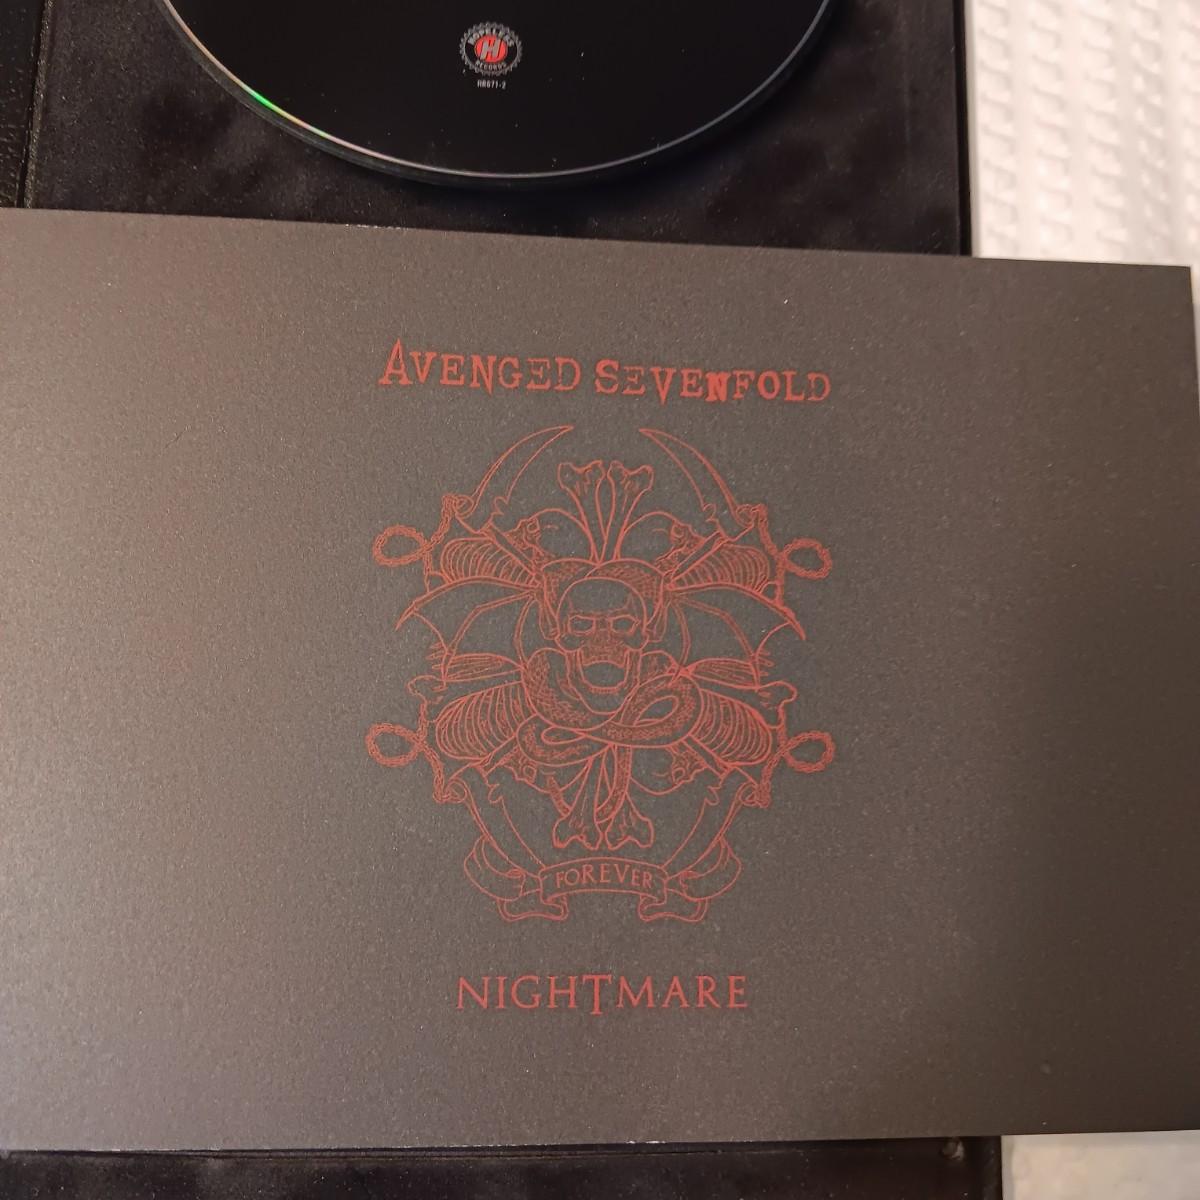 HOPELESS
RECORDS
HR671-2
AVENGED SEVENFOLD
FOREVER
NIGHTMARE